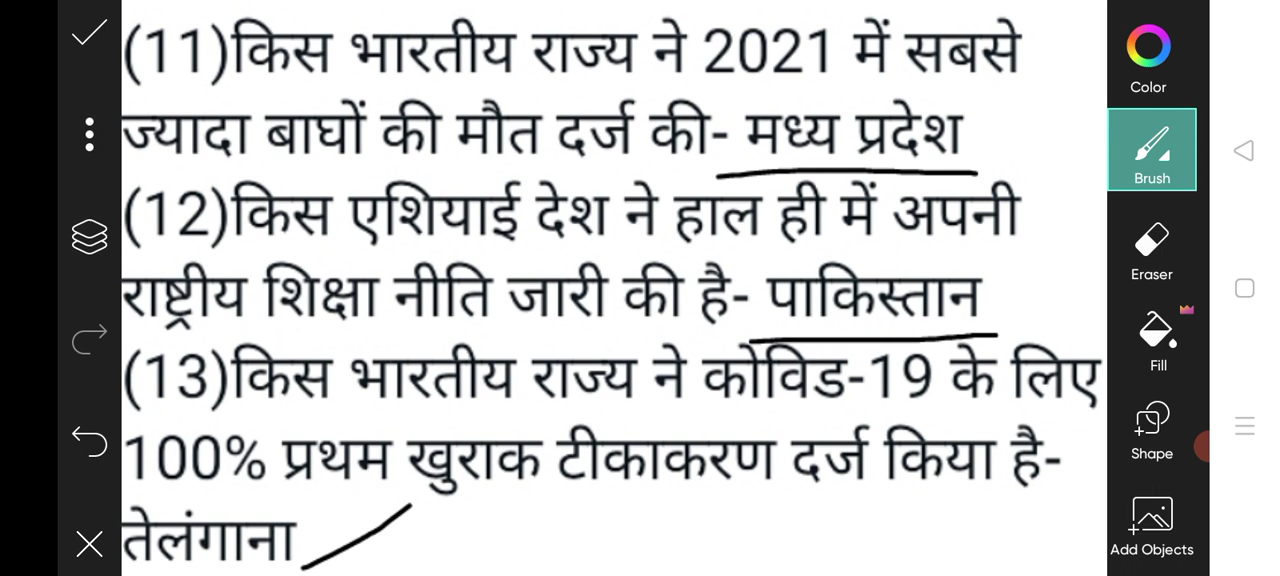 (11)किस भारतीय राज्य ने 2021 में सबसे
ज्यादा बाघों की मौत दर्ज की- मध्य प्रदेश
(12)किस एशियाई देश ने हाल ही में अपनी
राष्ट्रीय शिक्षा नीति जारी की है- पाकिस्तान
(13)किस भारतीय राज्य ने कोविड-19 के लिए
100% प्रथम खुराक टीकाकरण दर्ज किया है-
तेलंगाना
Color
Brush
Eraser
Fill
Shape
Add Objects